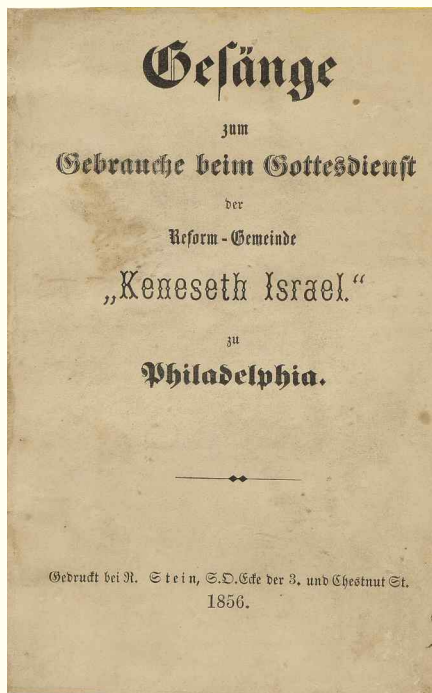 Gesänge
zum
Gebrauche beim Gottesdienst
der
Reform-Gemeinde
„Keneseth Israel.“
zu
Philadelphia.
Gedruckt bei R. Stein, S.O.Ecke der 3. und Chestnut St.
1856.